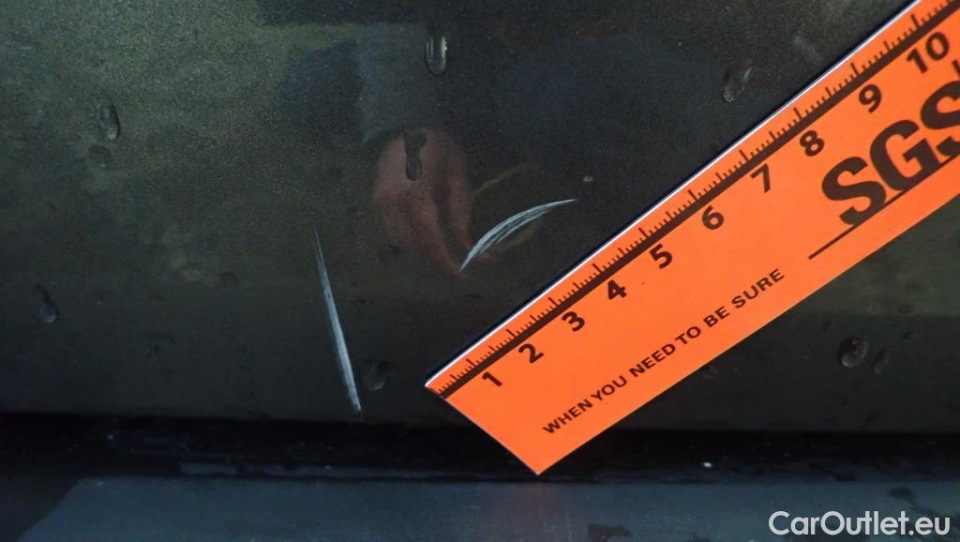 1 2 3 4 5 6 7 8 9 10
SGS
WHEN YOU NEED TO BE SURE
CarOutlet.eu